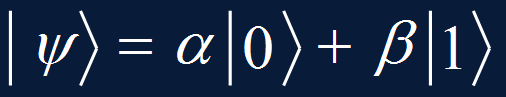 |ψ⟩ = α|0⟩ + β|1⟩